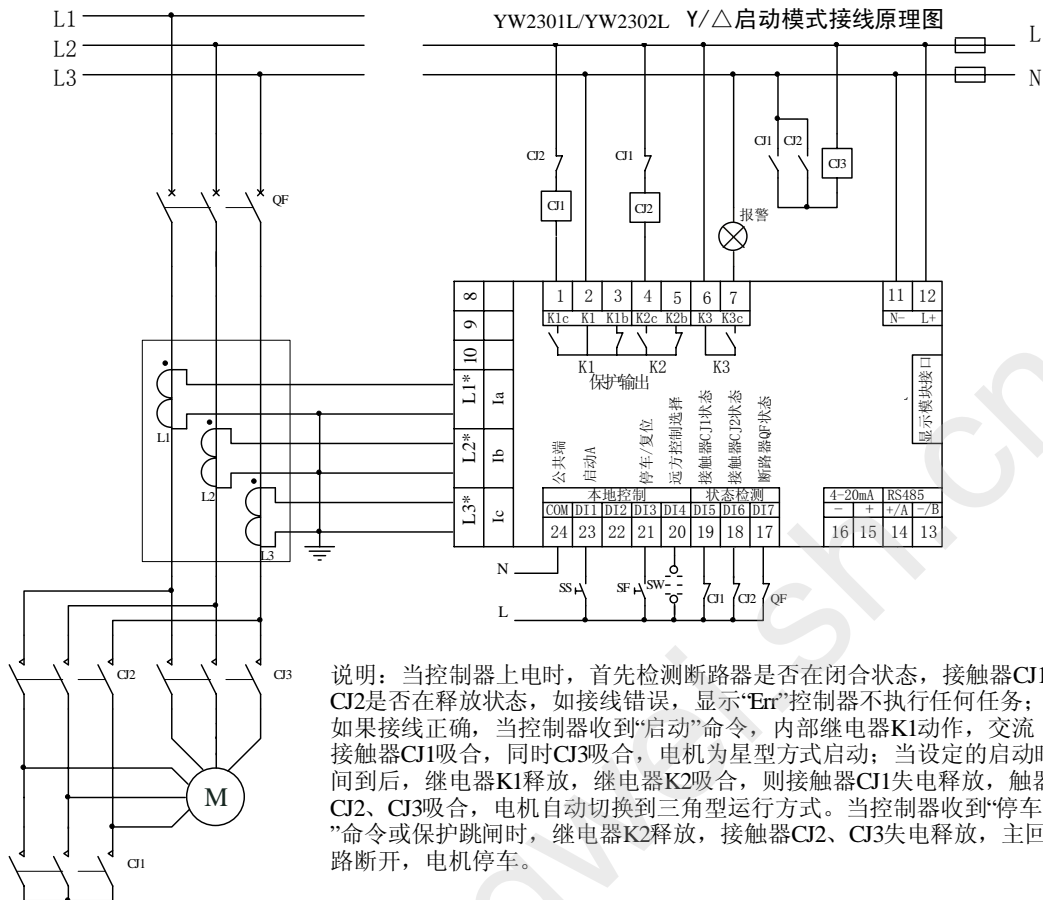 YW2301L/YW2302L Y/△启动模式接线原理图
L1
L2
L3
L
N
QF
CJ2
CJ1
CJ1
CJ2
CJ1 CJ2
CJ3
报警
8
9
10
L1*
Ia
L2*
Ib
L3*
Ic
1 2 3 4 5 6 7
K1c K1 K1b K2c K2b K3 K3c
K1 K2 K3
保护输出
11 12
N- L+
显示模块接口
公共端
启动A
停车/复位
远方控制选择
接触器CJ1状态
接触器CJ2状态
断路器QF状态
本地控制 状态检测
COM DI1 DI2 DI3 DI4 DI5 DI6 DI7
24 23 22 21 20 19 18 17
4-20mA RS485
- + +/A -/B
16 15 14 13
L1
L2
L3
N
L
SS SF SW CJ1 CJ2 QF
CJ2
CJ3
M
CJ1
说明：当控制器上电时，首先检测断路器是否在闭合状态，接触器CJ1
CJ2是否在释放状态，如接线错误，显示“Err”控制器不执行任何任务；
如果接线正确，当控制器收到“启动”命令，内部继电器K1动作，交流
接触器CJ1吸合，同时CJ3吸合，电机为星型方式启动；当设定的启动时
间到后，继电器K1释放，继电器K2吸合，则接触器CJ1失电释放，触器
CJ2、CJ3吸合，电机自动切换到三角型运行方式。当控制器收到“停车
”命令或保护跳闸时，继电器K2释放，接触器CJ2、CJ3失电释放，主回
路断开，电机停车。
wei.sh.cn